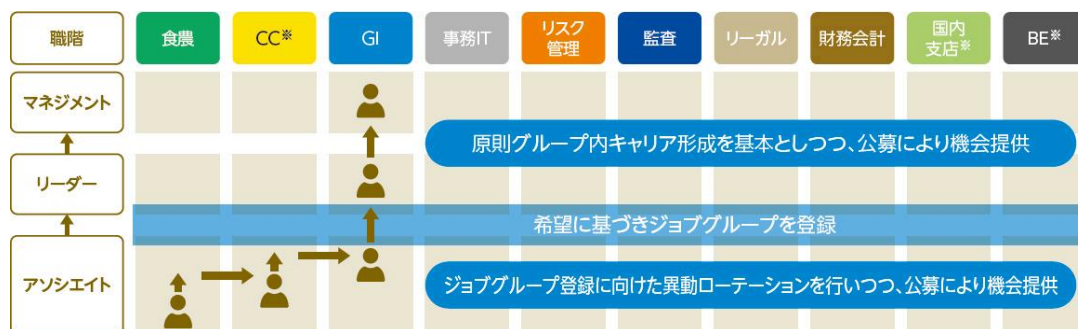 職階
食農
CC※
GI
事務IT
リスク
管理
監査
リーガル
財務会計
国内
支店※
BE※
マネジメント
原則グループ内キャリア形成を基本としつつ、公募により機会提供
リーダー
希望に基づきジョブグループを登録
アソシエイト
ジョブグループ登録に向けた異動ローテーションを行いつつ、公募により機会提供